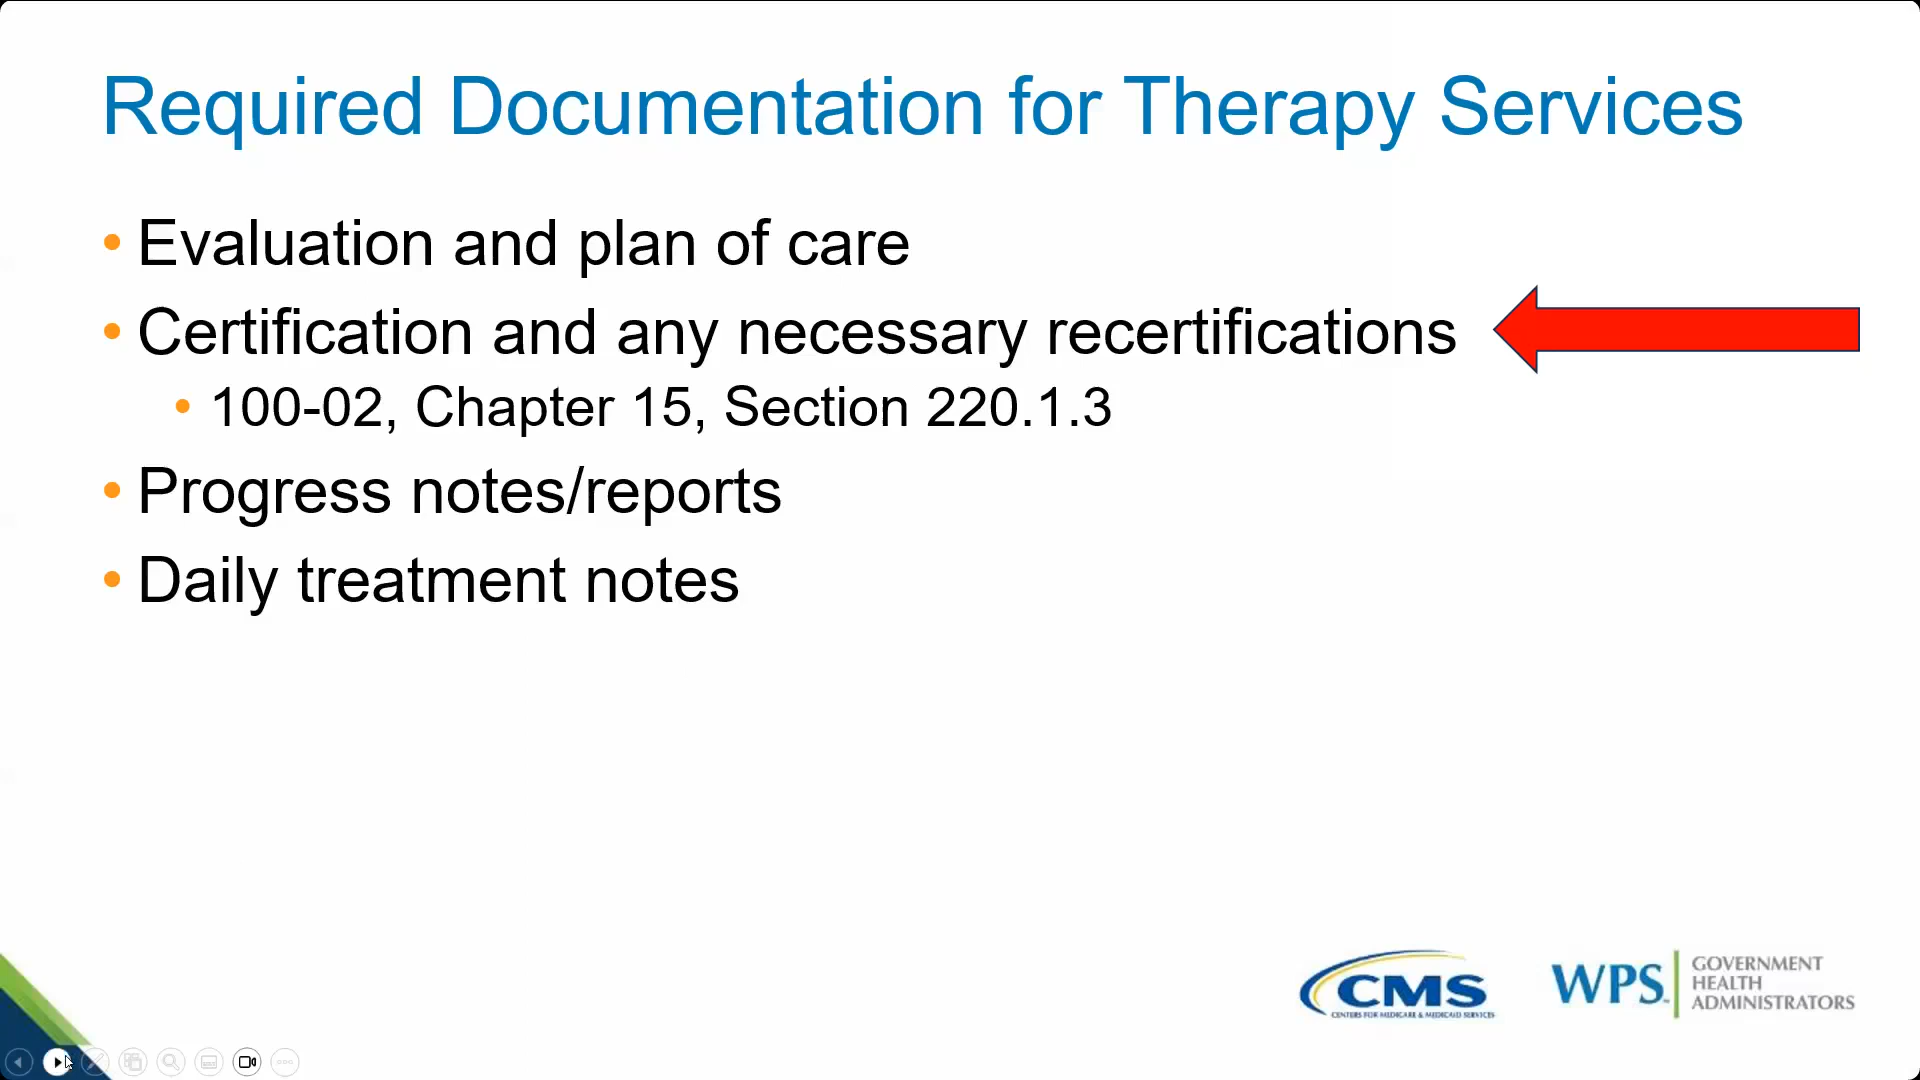 Required Documentation for Therapy Services
• Evaluation and plan of care
• Certification and any necessary recertifications
• 100-02, Chapter 15, Section 220.1.3
• Progress notes/reports
• Daily treatment notes
CMS
CENTERS FOR MEDICARE & MEDICAID SERVICES
WPS
GOVERNMENT
HEALTH
ADMINISTRATORS